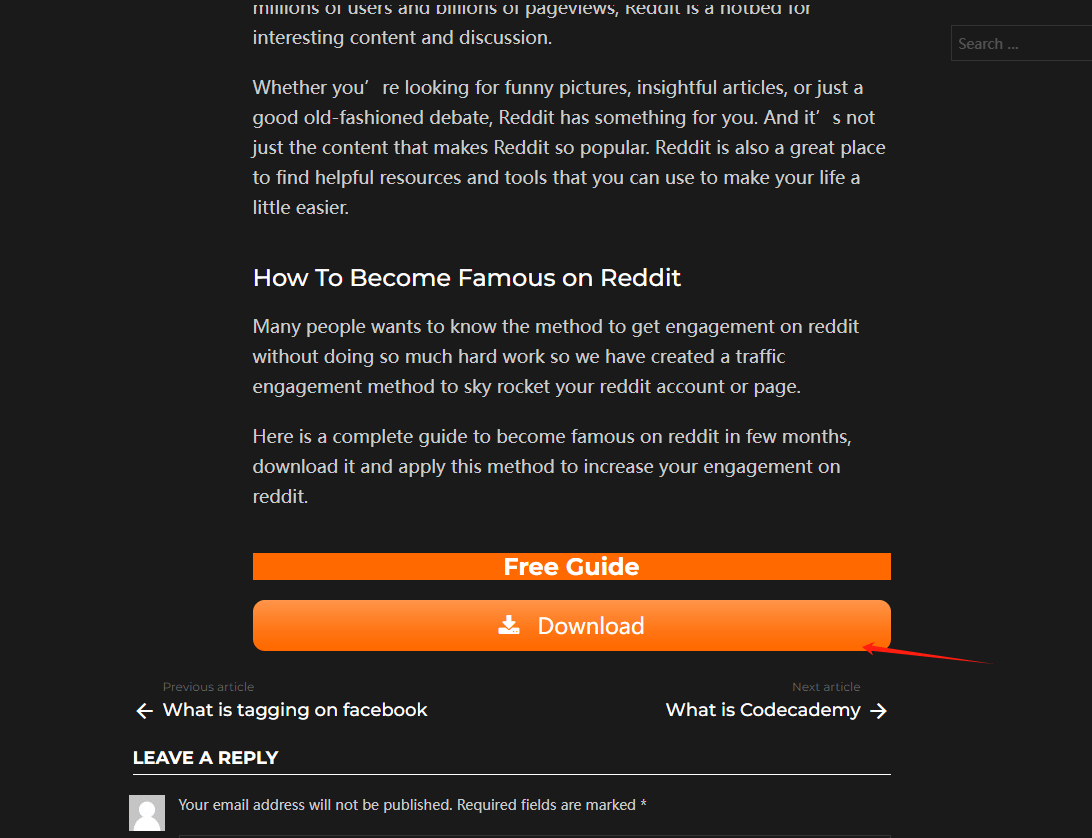 millions of users and billions of pageviews, Reddit is a hotbed for
interesting content and discussion.
Search ...
Whether you’re looking for funny pictures, insightful articles, or just a
good old-fashioned debate, Reddit has something for you. And it’s not
just the content that makes Reddit so popular. Reddit is also a great place
to find helpful resources and tools that you can use to make your life a
little easier.
How To Become Famous on Reddit
Many people wants to know the method to get engagement on reddit
without doing so much hard work so we have created a traffic
engagement method to sky rocket your reddit account or page.
Here is a complete guide to become famous on reddit in few months,
download it and apply this method to increase your engagement on
reddit.
Free Guide
Download
Previous article
What is tagging on facebook
Next article
What is Codecademy
LEAVE A REPLY
Your email address will not be published. Required fields are marked *